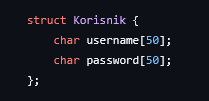 struct Korisnik {
    char username[50];
    char password[50];
};